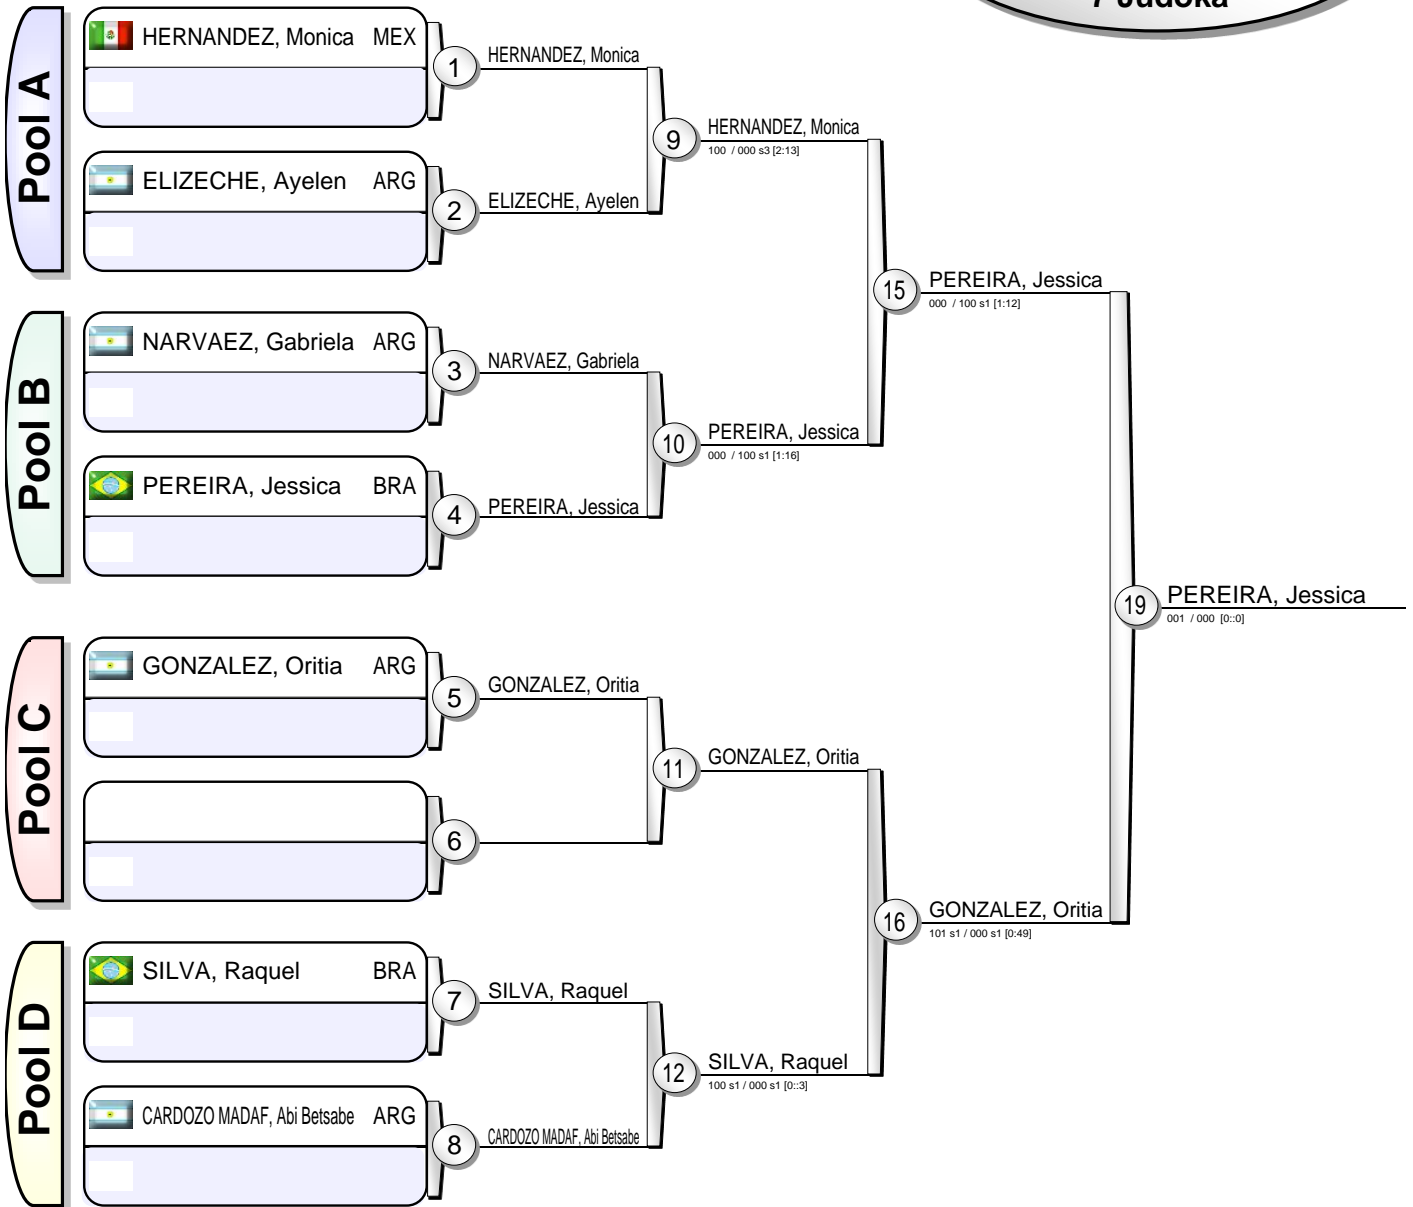 7 Judoka
Pool A
HERNANDEZ, Monica MEX
1
HERNANDEZ, Monica
ELIZECHE, Ayelen ARG
2
ELIZECHE, Ayelen
9
HERNANDEZ, Monica
100 / 000 s3 [2:13]
Pool B
NARVAEZ, Gabriela ARG
3
NARVAEZ, Gabriela
PEREIRA, Jessica BRA
4
PEREIRA, Jessica
10
PEREIRA, Jessica
000 / 100 s1 [1:16]
15
PEREIRA, Jessica
000 / 100 s1 [1:12]
Pool C
GONZALEZ, Oritia ARG
5
GONZALEZ, Oritia
6
11
GONZALEZ, Oritia
Pool D
SILVA, Raquel BRA
7
SILVA, Raquel
CARDOZO MADAF, Abi Betsabe ARG
8
CARDOZO MADAF, Abi Betsabe
12
SILVA, Raquel
100 s1 / 000 s1 [0::3]
16
GONZALEZ, Oritia
101 s1 / 000 s1 [0:49]
19
PEREIRA, Jessica
001 / 000 [0::0]